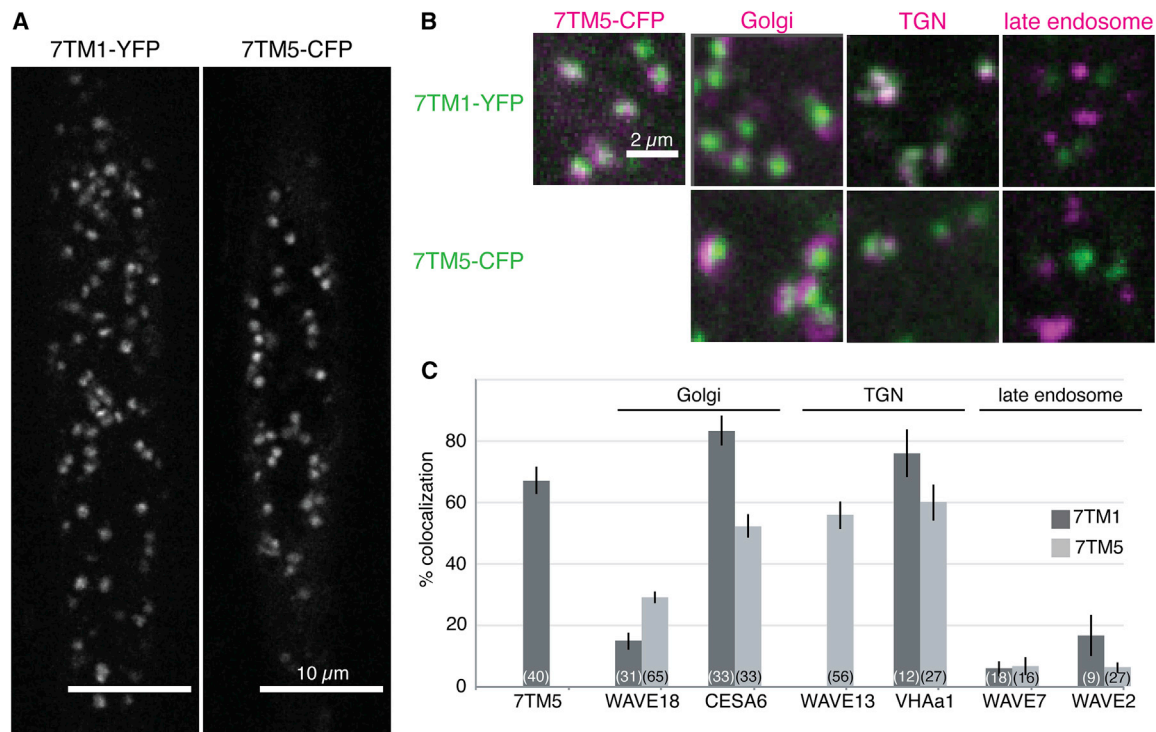 A
7TM1-YFP 7TM5-CFP
10 µm
B
7TM5-CFP Golgi TGN late endosome
7TM1-YFP
2 µm
7TM5-CFP
C
Golgi TGN late endosome
% colocalization
80
60
40
20
0
7TM1
7TM5
(40) (31) (65) (33) (33) (56) (12) (27) (18) (16) (9) (27)
7TM5 WAVE18 CESA6 WAVE13 VHAa1 WAVE7 WAVE2